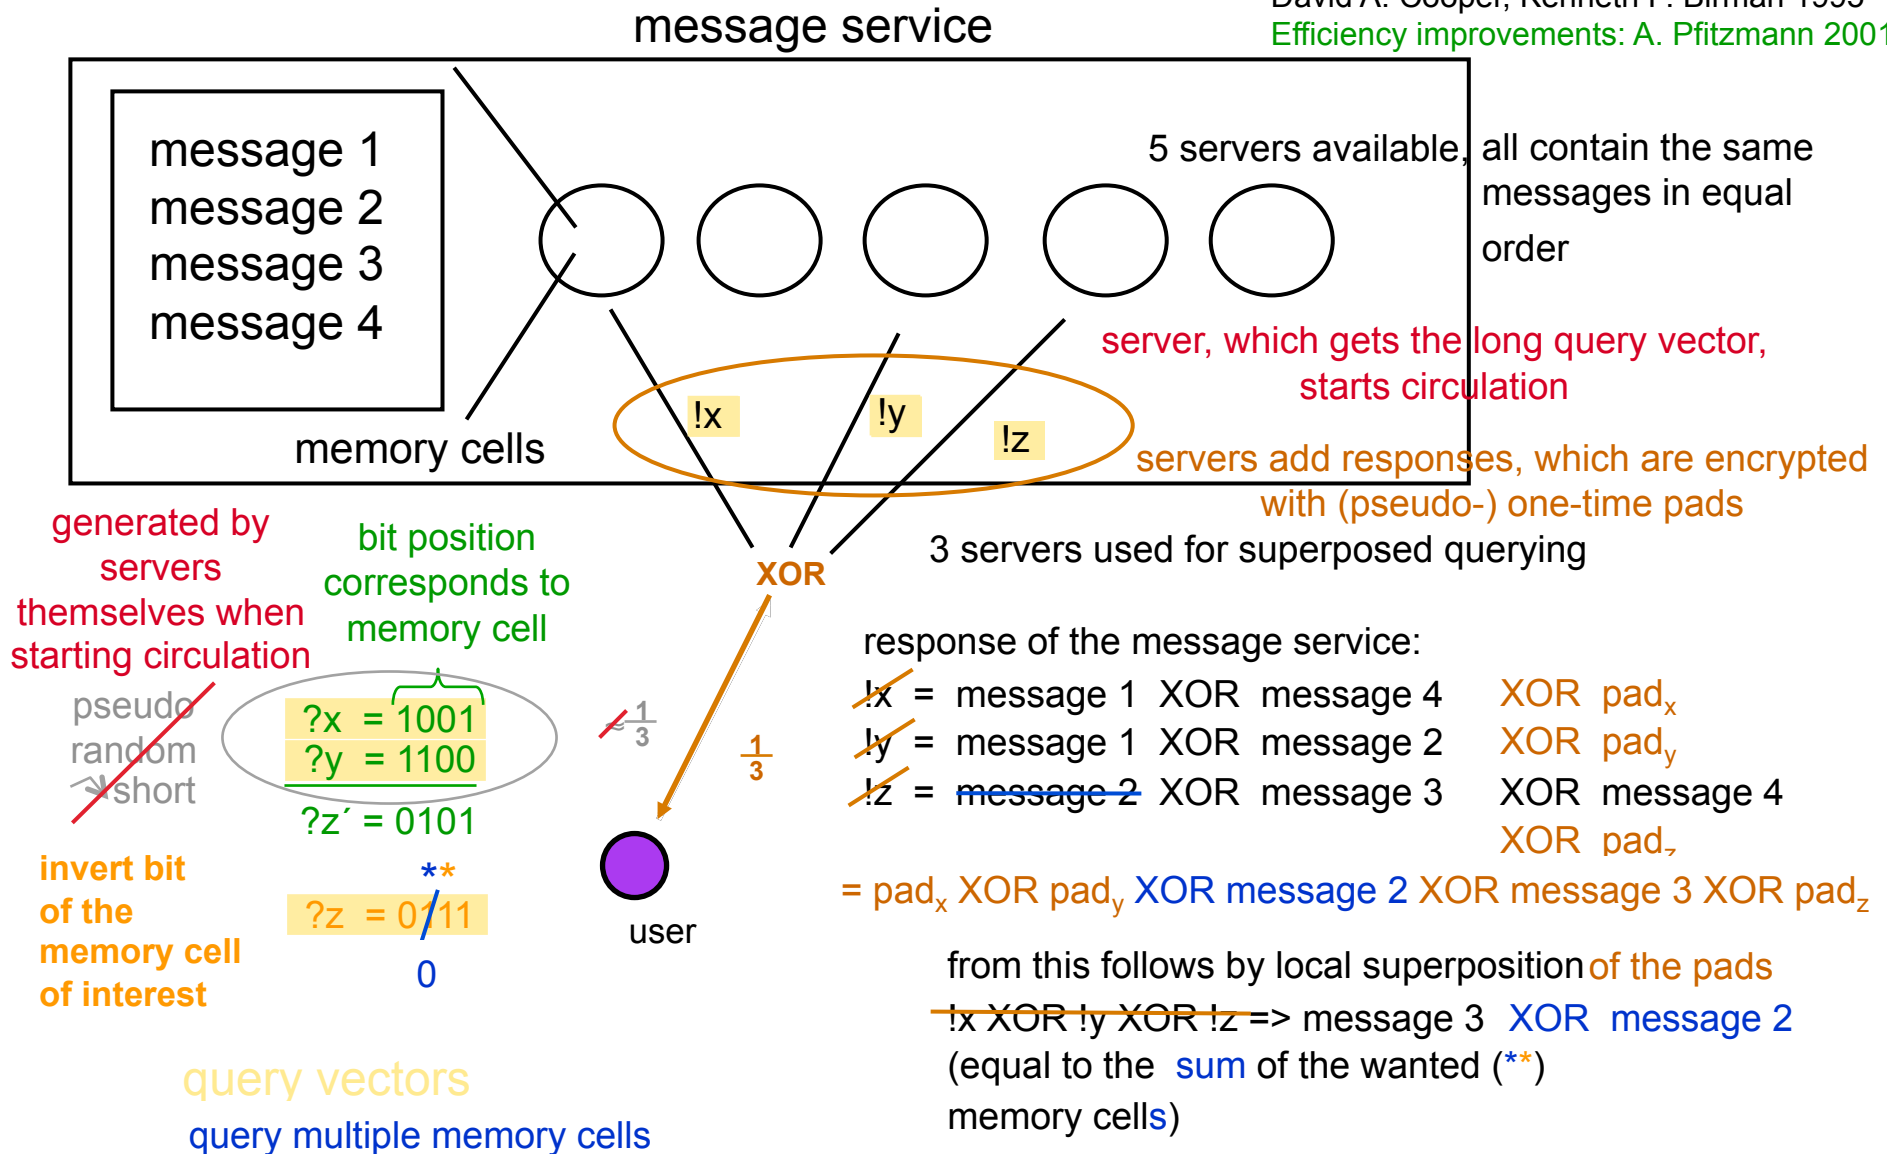 David A. Cooper, Kenneth P. Birman 1995
Efficiency improvements: A. Pfitzmann 2001
message service
message 1
message 2
message 3
message 4
memory cells
5 servers available, all contain the same
messages in equal
order
server, which gets the long query vector,
starts circulation
!x
!y
!z
servers add responses, which are encrypted
with (pseudo-) one-time pads
3 servers used for superposed querying
XOR
generated by
servers
themselves when
starting circulation
bit position
corresponds to
memory cell
pseudo
random
short
?x = 1001
?y = 1100
?z´ = 0101
**
?z = 0111
0
invert bit
of the
memory cell
of interest
≈ 1/3
1/3
user
response of the message service:
!x = message 1 XOR message 4 XOR padx
!y = message 1 XOR message 2 XOR pady
!z = message 2 XOR message 3 XOR message 4
XOR padz
= padx XOR pady XOR message 2 XOR message 3 XOR padz
from this follows by local superposition of the pads
!x XOR !y XOR !z => message 3 XOR message 2
(equal to the sum of the wanted (**)
memory cells)
query vectors
query multiple memory cells